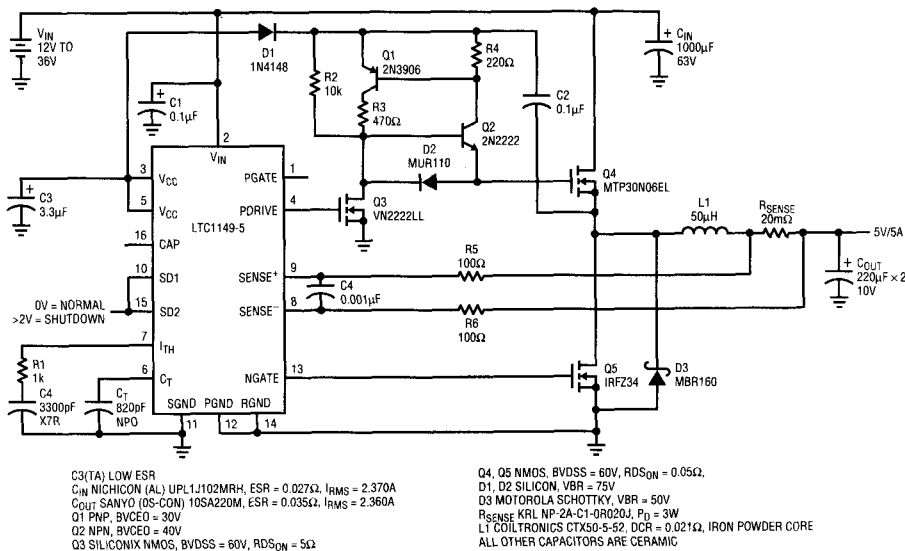 VIN
12V TO
36V
D1
1N4148
R2
10k
Q1
2N3906
R3
470Ω
R4
220Ω
C2
0.1µF
+
CIN
1000µF
63V
+
C1
0.1µF
Q2
2N2222
D2
MUR110
Q4
MTP30N06EL
2
VIN
3
VCC
PGATE
1
+
C3
3.3µF
5
VCC
PDRIVE
4
Q3
VN2222LL
LTC1149-5
L1
50µH
RSENSE
20mΩ
5V/5A
16
CAP
10
SD1
SENSE+
9
R5
100Ω
+
COUT
220µF × 2
10V
C4
0.001µF
0V = NORMAL
>2V = SHUTDOWN
15
SD2
SENSE−
8
R6
100Ω
7
ITH
R1
1k
6
CT
NGATE
13
Q5
IRFZ34
D3
MBR160
C4
3300pF
X7R
CT
820pF
NPO
SGND PGND RGND
11
12
14
C3(TA) LOW ESR
CIN NICHICON (AL) UPL1J102MRH, ESR = 0.027Ω, IRMS = 2.370A
COUT SANYO (OS-CON) 10SA220M, ESR = 0.035Ω, IRMS = 2.360A
Q1 PNP, BVCEO = 30V
Q2 NPN, BVCEO = 40V
Q3 SILICONIX NMOS, BVDSS = 60V, RDSON = 5Ω
Q4, Q5 NMOS, BVDSS = 60V, RDSON = 0.05Ω,
D1, D2 SILICON, VBR = 75V
D3 MOTOROLA SCHOTTKY, VBR = 50V
RSENSE KRL NP-2A-C1-0R020J, PD = 3W
L1 COILTRONICS CTX50-5-52, DCR = 0.021Ω, IRON POWDER CORE
ALL OTHER CAPACITORS ARE CERAMIC